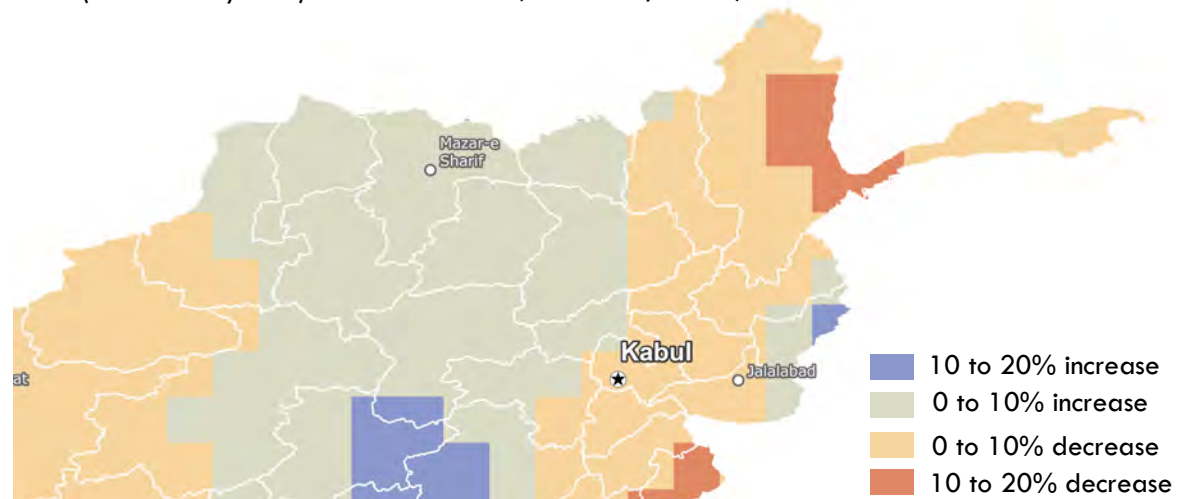 Mazar-e
Sharif
Kabul
Jalalabad
at
10 to 20% increase
0 to 10% increase
0 to 10% decrease
10 to 20% decrease